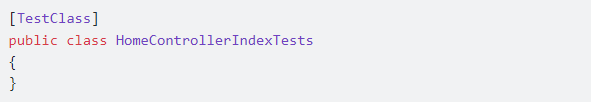 [TestClass]
public class HomeControllerIndexTests
{
}